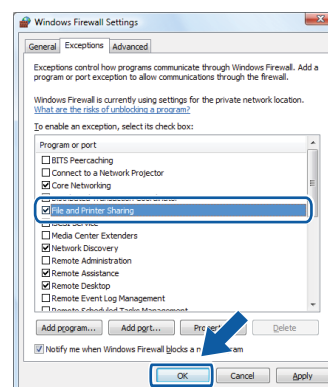 Windows Firewall Settings
General Exceptions Advanced
Exceptions control how programs communicate through Windows Firewall. Add a
program or port exception to allow communications through the firewall.
Windows Firewall is currently using settings for the private network location.
What are the risks of unblocking a program?
To enable an exception, select its check box:
Program or port
BITS Peercaching
Connect to a Network Projector
Core Networking
File and Printer Sharing
Media Center Extenders
Network Discovery
Remote Administration
Remote Assistance
Remote Desktop
Remote Event Log Management
Remote Scheduled Tasks Management
Add program... Add port... Delete
Notify me when Windows Firewall blocks a
OK Cancel Apply